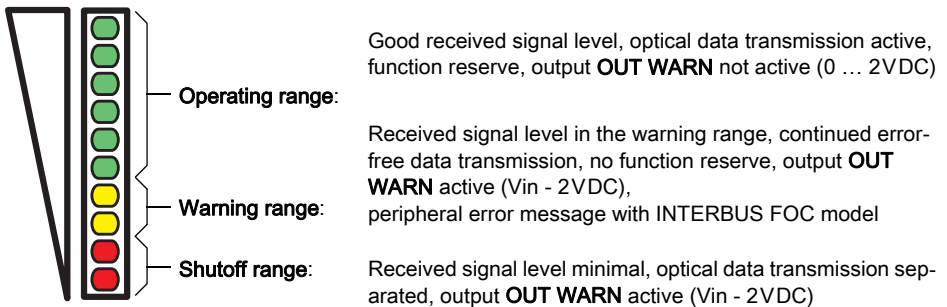 Good received signal level, optical data transmission active,
function reserve, output OUT WARN not active (0 … 2VDC)
Operating range:
Received signal level in the warning range, continued error-
free data transmission, no function reserve, output OUT
WARN active (Vin - 2VDC),
Warning range:
peripheral error message with INTERBUS FOC model
Shutoff range:
Received signal level minimal, optical data transmission sep-
arated, output OUT WARN active (Vin - 2VDC)